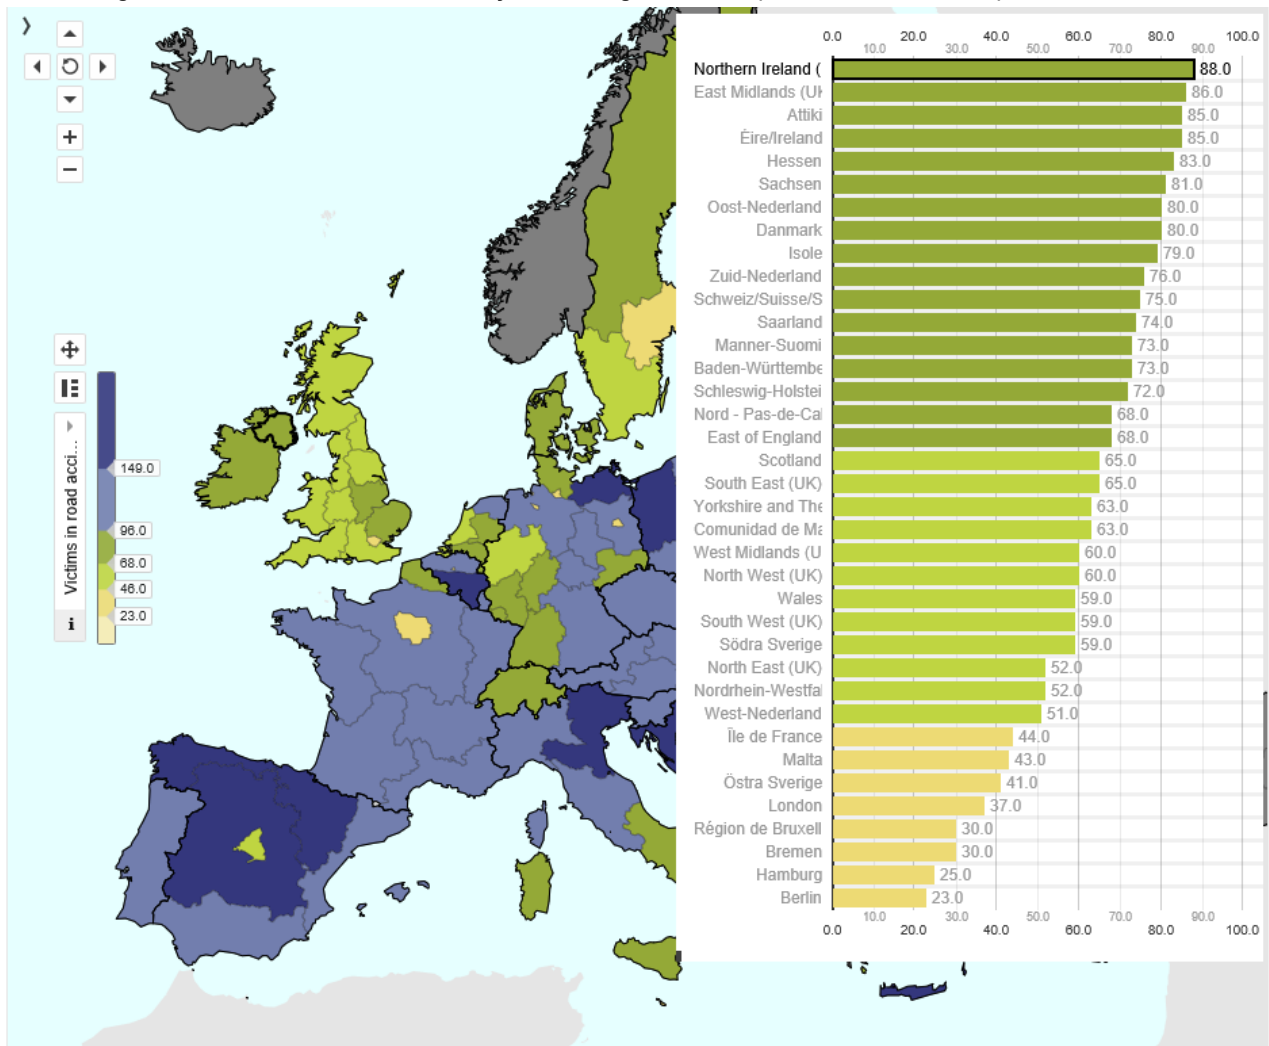 0.0 20.0 40.0 60.0 80.0 100.0
10.0 30.0 50.0 70.0 90.0
Northern Ireland ( 88.0
East Midlands (UK 86.0
Attiki 85.0
Éire/Ireland 85.0
Hessen 83.0
Sachsen 81.0
Oost-Nederland 80.0
Danmark 80.0
Isole 79.0
Zuid-Nederland 76.0
Schweiz/Suisse/S 75.0
Saarland 74.0
Manner-Suomi 73.0
Baden-Württembe 73.0
Schleswig-Holstei 72.0
Nord - Pas-de-Cal 68.0
East of England 68.0
Scotland 65.0
South East (UK) 65.0
Yorkshire and The 63.0
Comunidad de Ma 63.0
West Midlands (U 60.0
North West (UK) 60.0
Wales 59.0
South West (UK) 59.0
Södra Sverige 59.0
North East (UK) 52.0
Nordrhein-Westfal 52.0
West-Nederland 51.0
Île de France 44.0
Malta 43.0
Östra Sverige 41.0
London 37.0
Région de Bruxell 30.0
Bremen 30.0
Hamburg 25.0
Berlin 23.0
10.0 30.0 50.0 70.0 90.0
0.0 20.0 40.0 60.0 80.0 100.0
Victims in road acci...
i
149.0
96.0
68.0
46.0
23.0